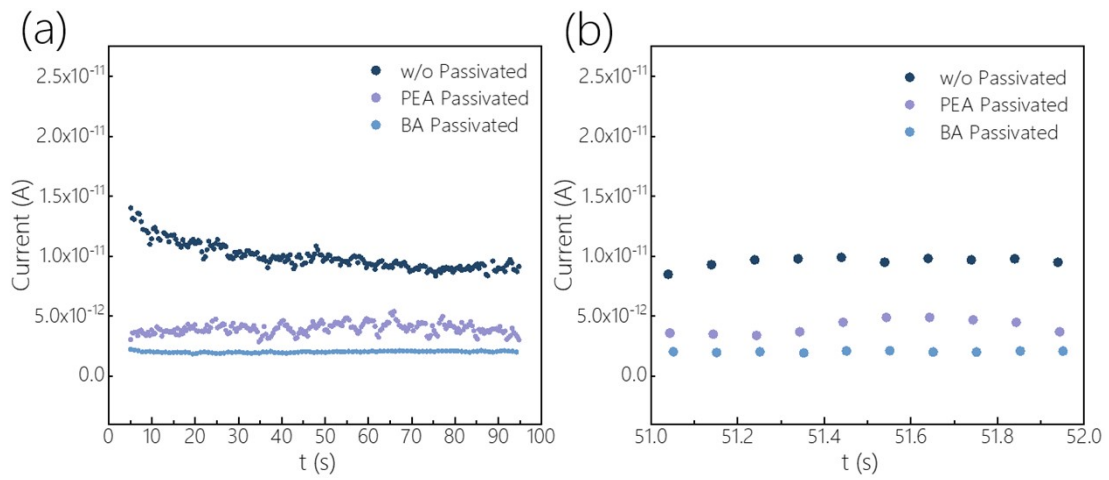 (a)
Current (A)
2.5x10⁻¹¹
2.0x10⁻¹¹
1.5x10⁻¹¹
1.0x10⁻¹¹
5.0x10⁻¹²
0.0
w/o Passivated
PEA Passivated
BA Passivated
0 10 20 30 40 50 60 70 80 90 100
t (s)
(b)
Current (A)
2.5x10⁻¹¹
2.0x10⁻¹¹
1.5x10⁻¹¹
1.0x10⁻¹¹
5.0x10⁻¹²
0.0
w/o Passivated
PEA Passivated
BA Passivated
51.0 51.2 51.4 51.6 51.8 52.0
t (s)